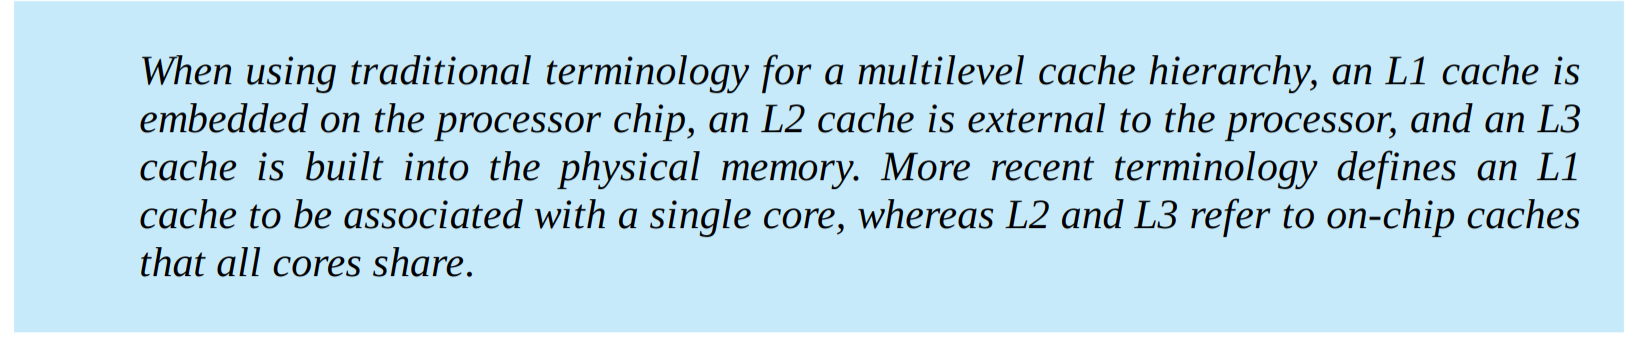 When using traditional terminology for a multilevel cache hierarchy, an L1 cache is
embedded on the processor chip, an L2 cache is external to the processor, and an L3
cache is built into the physical memory. More recent terminology defines an L1
cache to be associated with a single core, whereas L2 and L3 refer to on-chip caches
that all cores share.